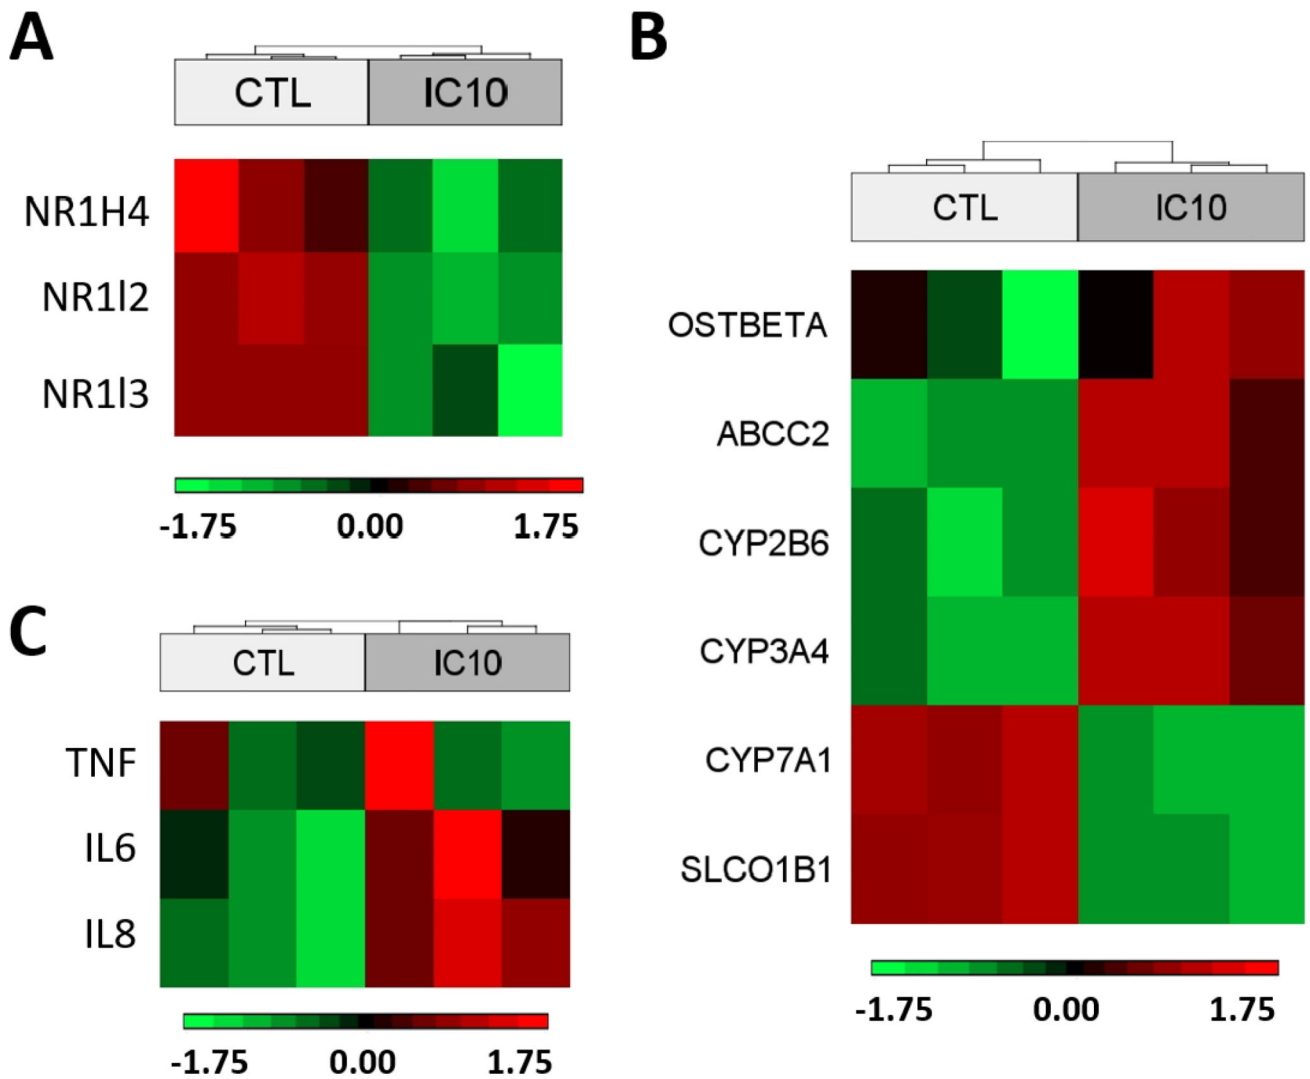 A
CTL IC10
NR1H4
NR1I2
NR1I3
-1.75 0.00 1.75
B
CTL IC10
OSTBETA
ABCC2
CYP2B6
CYP3A4
CYP7A1
SLCO1B1
-1.75 0.00 1.75
C
CTL IC10
TNF
IL6
IL8
-1.75 0.00 1.75